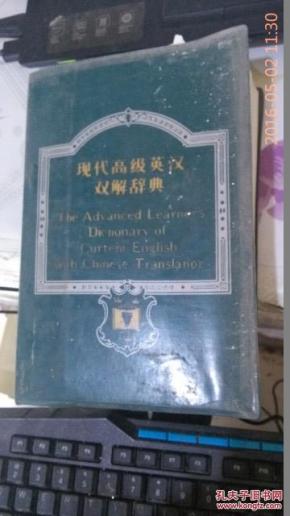 2016-05-02 11:30
现代高级英汉
双解辞典
The Advanced Learner's
Dictionary of
Current English
with Chinese Translation
孔夫子旧书网